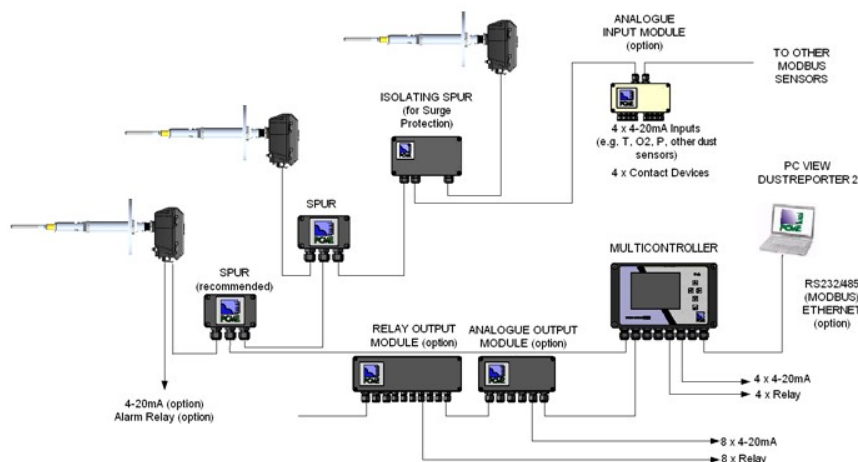 ANALOGUE
INPUT MODULE
(option)
TO OTHER
MODBUS
SENSORS
ISOLATING SPUR
(for Surge
Protection)
PCME
4 x 4-20mA Inputs
(e.g. T, O2, P, other dust
sensors)
4 x Contact Devices
PC VIEW
DUSTREPORTER 2
SPUR
PCME
MULTICONTROLLER
SPUR
(recommended)
PCME
RS232/485
(MODBUS)
ETHERNET
(option)
RELAY OUTPUT
MODULE (option)
ANALOGUE OUTPUT
MODULE (option)
4-20mA (option)
Alarm Relay (option)
4 x 4-20mA
4 x Relay
8 x 4-20mA
8 x Relay